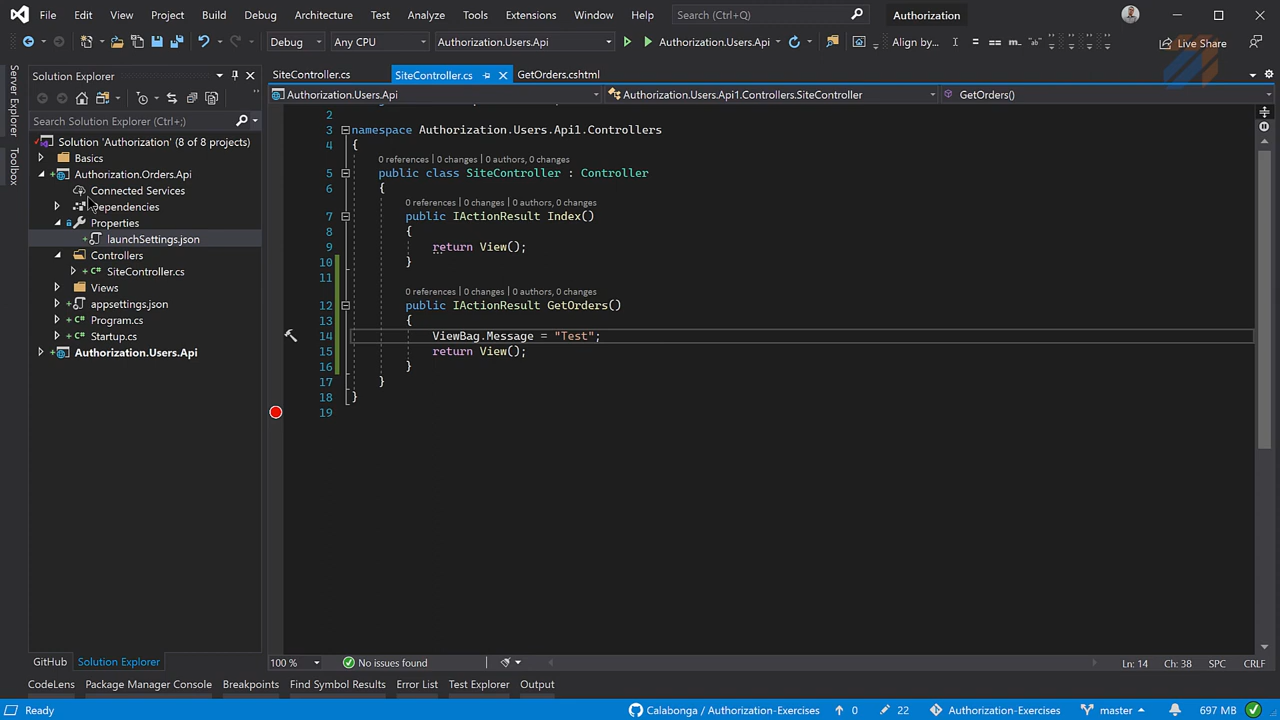 File Edit View Project Build Debug Architecture Test Analyze Tools Extensions Window Help Search (Ctrl+Q) Authorization
Debug Any CPU Authorization.Users.Api Authorization.Users.Api Align by... Live Share
Server Explorer
Toolbox
Solution Explorer
Search Solution Explorer (Ctrl+;)
Solution 'Authorization' (8 of 8 projects)
Basics
Authorization.Orders.Api
Connected Services
Dependencies
Properties
launchSettings.json
Controllers
SiteController.cs
Views
appsettings.json
Program.cs
Startup.cs
Authorization.Users.Api
GitHub Solution Explorer
SiteController.cs SiteController.cs GetOrders.cshtml
Authorization.Users.Api Authorization.Users.Api1.Controllers.SiteController GetOrders()
2
3 namespace Authorization.Users.Api1.Controllers
4 {
0 references | 0 changes | 0 authors, 0 changes
5 public class SiteController : Controller
6 {
0 references | 0 changes | 0 authors, 0 changes
7 public IActionResult Index()
8 {
9 return View();
10 }
11
0 references | 0 changes | 0 authors, 0 changes
12 public IActionResult GetOrders()
13 {
14 ViewBag.Message = "Test";
15 return View();
16 }
17 }
18 }
19
100 % No issues found Ln: 14 Ch: 38 SPC CRLF
CodeLens Package Manager Console Breakpoints Find Symbol Results Error List Test Explorer Output
Ready Calabonga/Authorization-Exercises 0 22 Authorization-Exercises master 697 MB